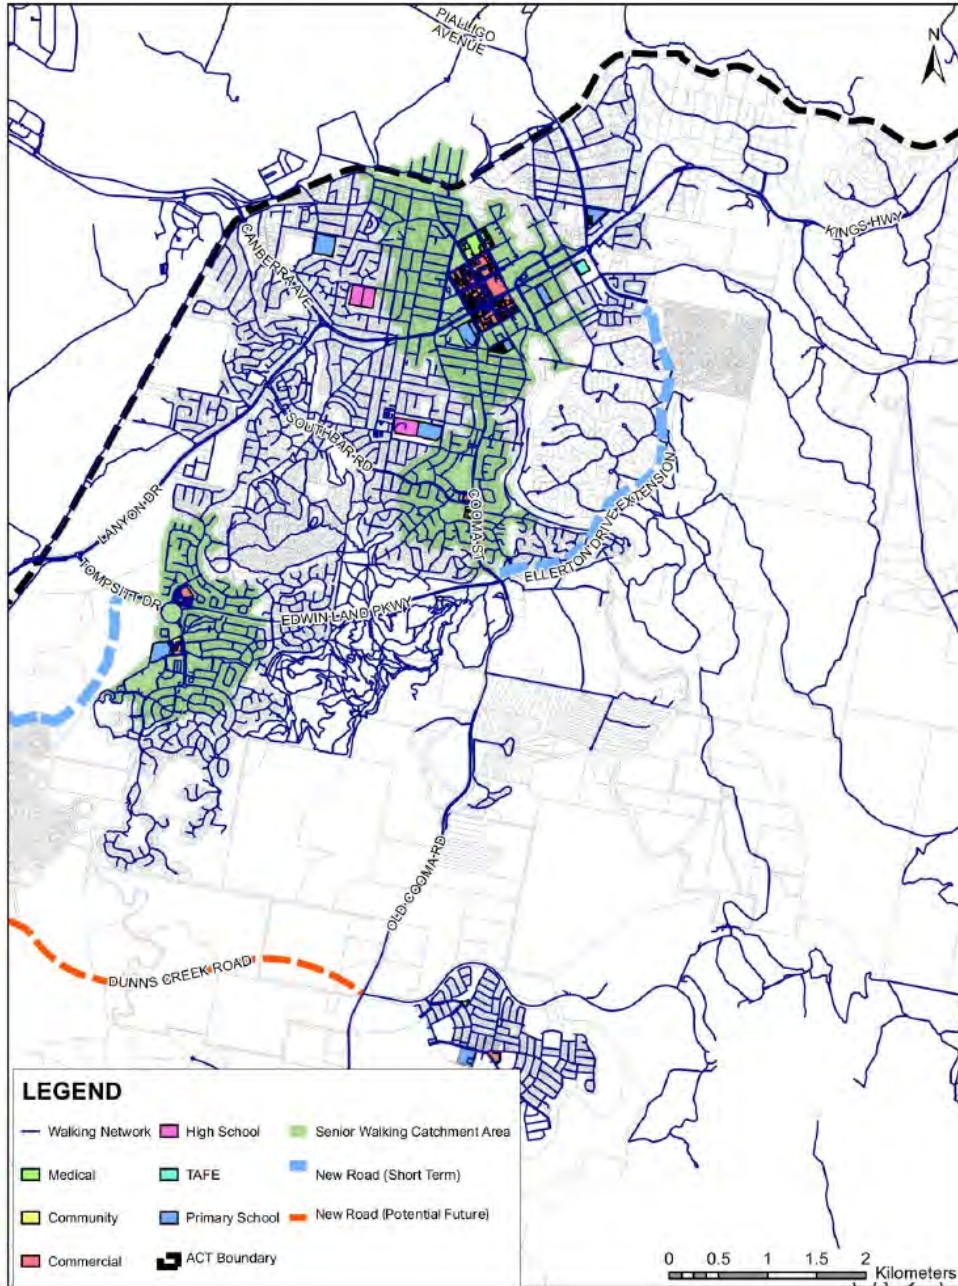 PIALLIGO
AVENUE
N
KINGS HWY
CANBERRA AVE
SOUTHBAR RD
COOMA ST
LANYON DR
ELLERTON DRIVE EXTENSION
TOMPSITT DR
EDWIN LAND PKWY
OLD COOMA RD
DUNNS CREEK ROAD
LEGEND
Walking Network
High School
Senior Walking Catchment Area
Medical
TAFE
New Road (Short Term)
Community
Primary School
New Road (Potential Future)
Commercial
ACT Boundary
0 0.5 1 1.5 2
Kilometers